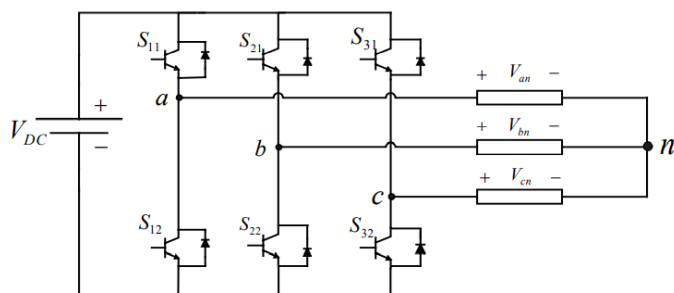 S11 S21 S31
+ Van −
a
+
VDC
−
+ Vbn −
b
n
+ Vcn −
c
S12 S22 S32